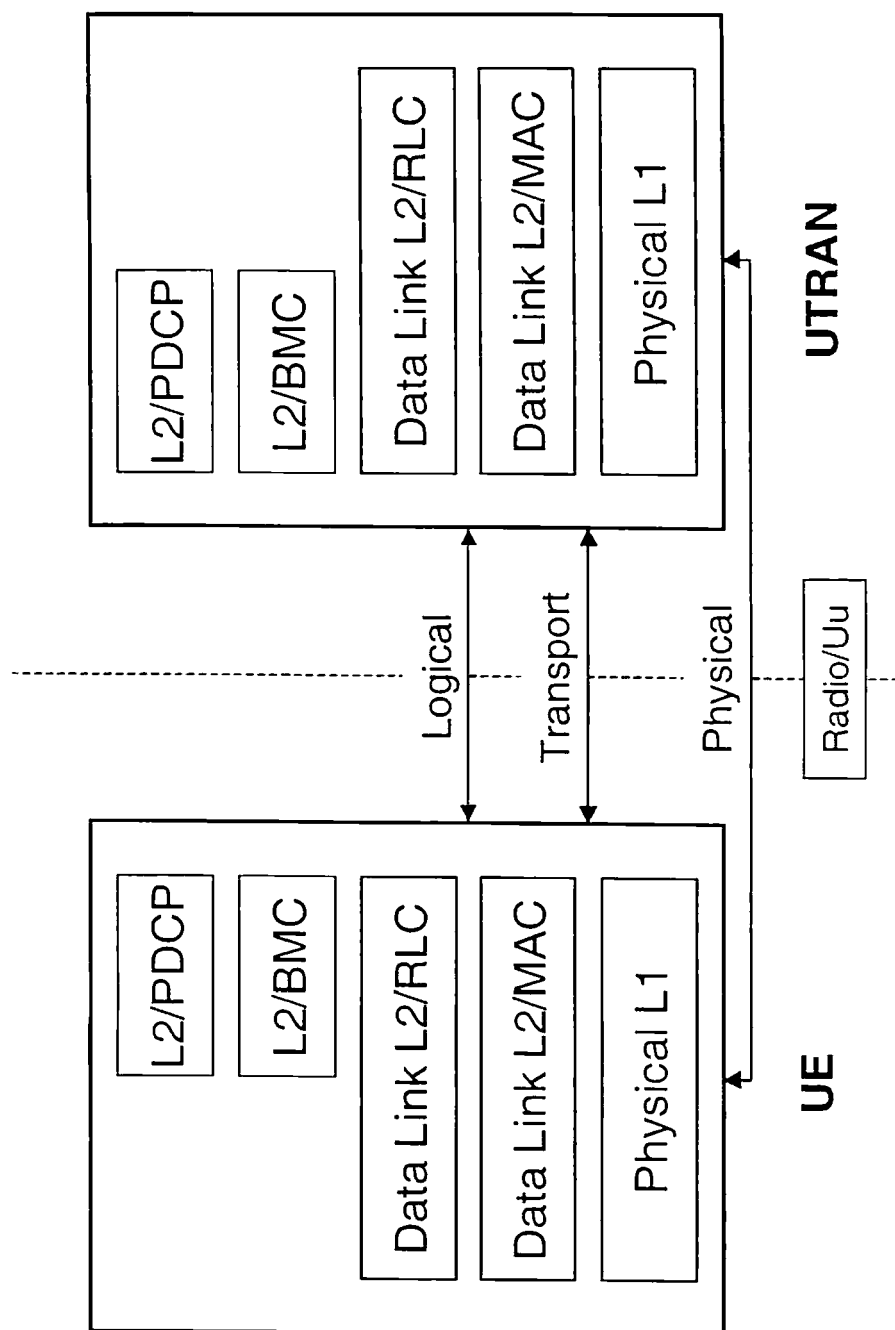 L2/PDCP
L2/BMC
Data Link L2/RLC
Data Link L2/MAC
Physical L1
UE
Logical
Transport
Physical
Radio/Uu
L2/PDCP
L2/BMC
Data Link L2/RLC
Data Link L2/MAC
Physical L1
UTRAN